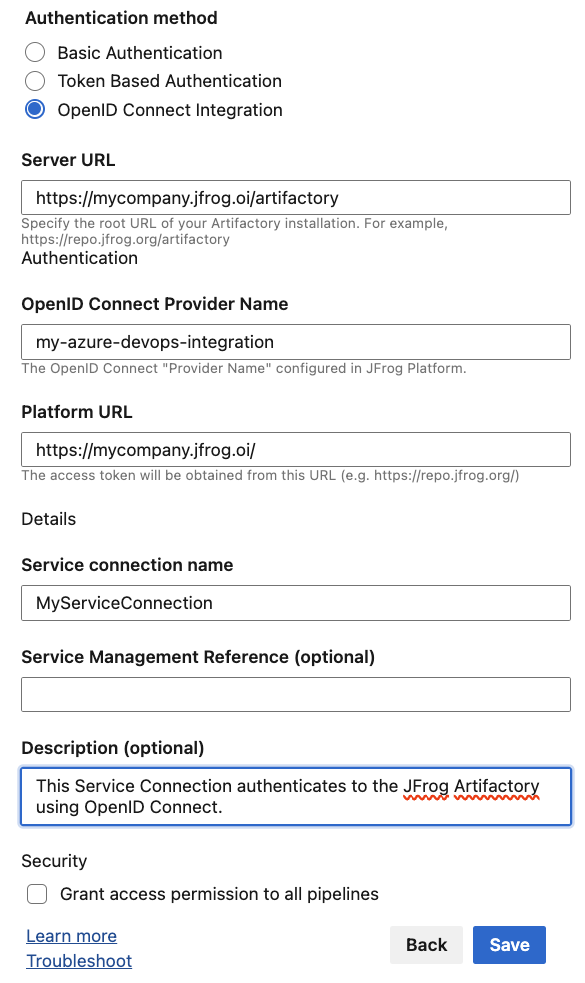 Authentication method
Basic Authentication
Token Based Authentication
OpenID Connect Integration
Server URL
https://mycompany.jfrog.oi/artifactory
Specify the root URL of your Artifactory installation. For example,
https://repo.jfrog.org/artifactory
Authentication
OpenID Connect Provider Name
my-azure-devops-integration
The OpenID Connect "Provider Name" configured in JFrog Platform.
Platform URL
https://mycompany.jfrog.oi/
The access token will be obtained from this URL (e.g. https://repo.jfrog.org/)
Details
Service connection name
MyServiceConnection
Service Management Reference (optional)
Description (optional)
This Service Connection authenticates to the JFrog Artifactory
using OpenID Connect.
Security
Grant access permission to all pipelines
Learn more
Back
Save
Troubleshoot